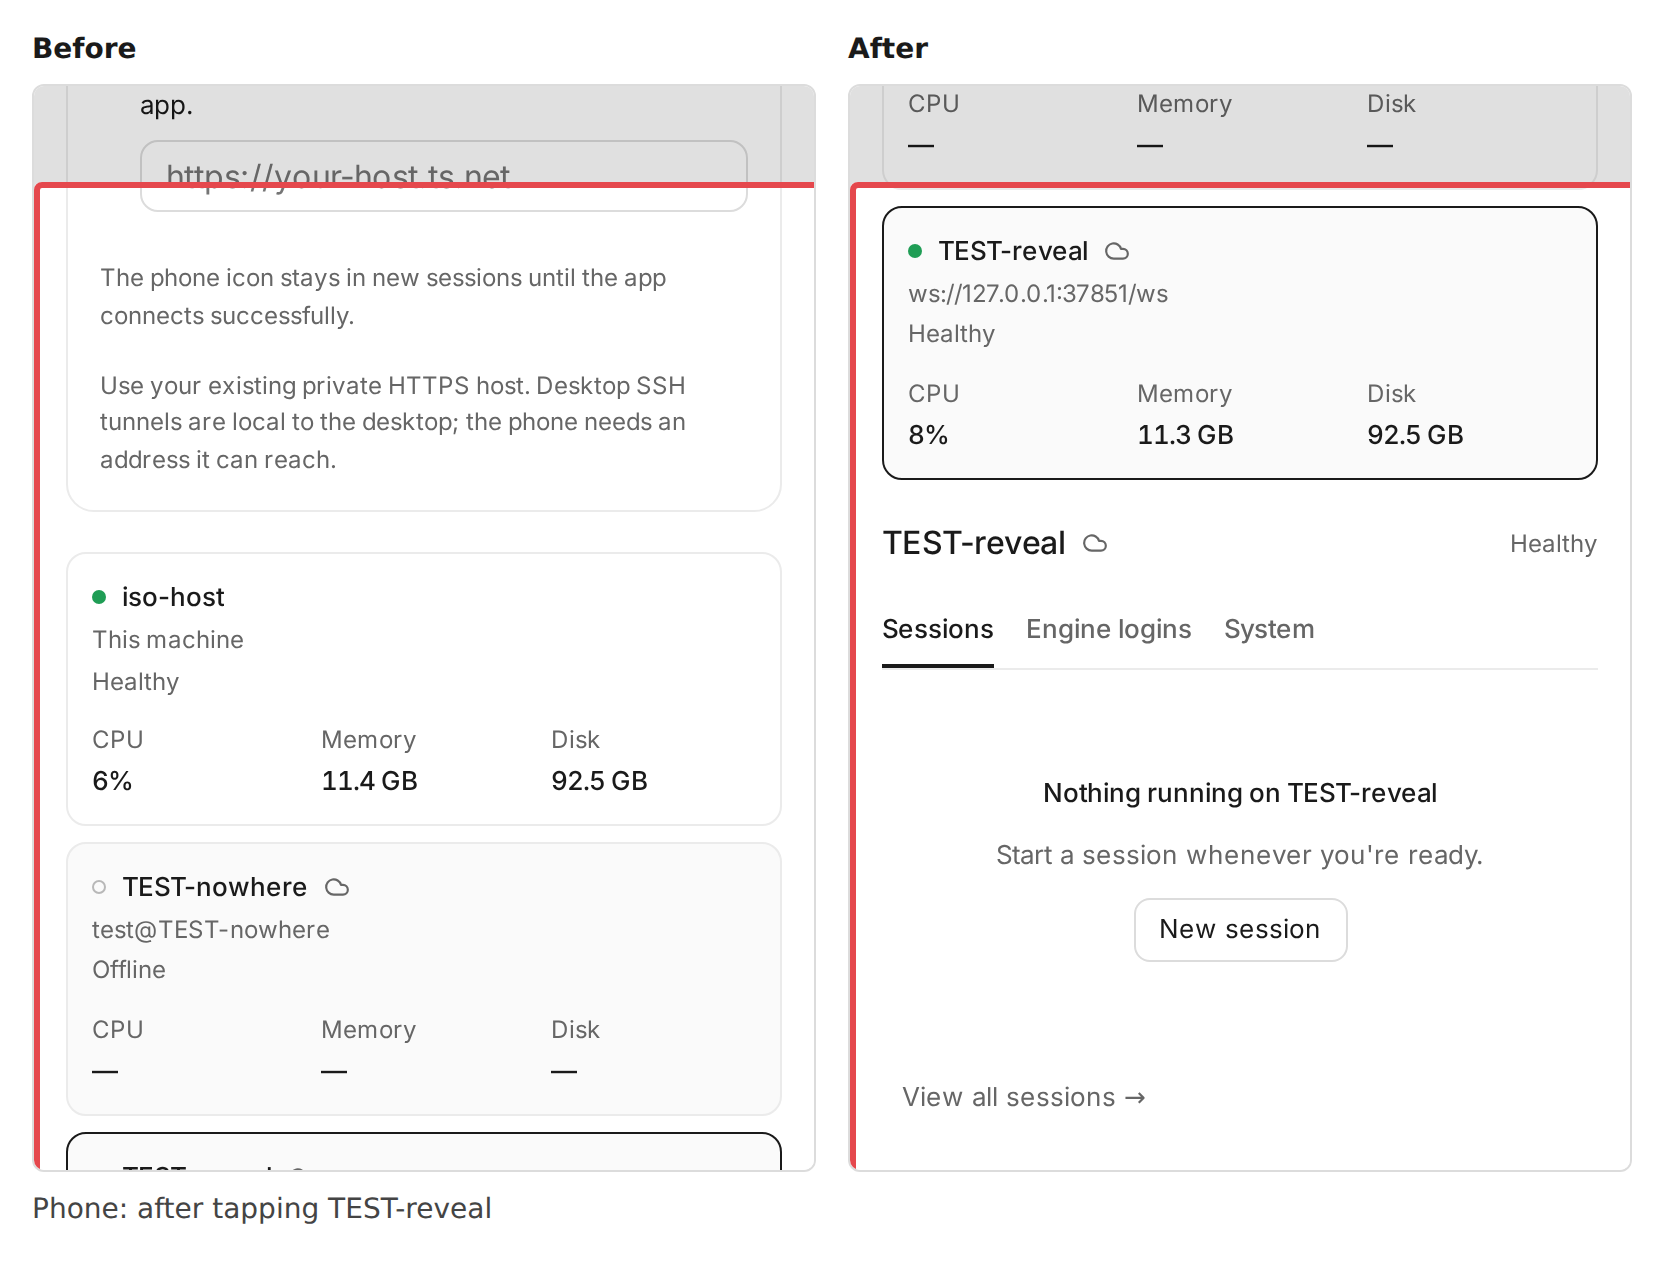 Before
app.
https://your-host.ts.net
The phone icon stays in new sessions until the app
connects successfully.
Use your existing private HTTPS host. Desktop SSH
tunnels are local to the desktop; the phone needs an
address it can reach.
iso-host
This machine
Healthy
CPU Memory Disk
6% 11.4 GB 92.5 GB
TEST-nowhere
test@TEST-nowhere
Offline
CPU Memory Disk
— — —
After
CPU Memory Disk
— — —
TEST-reveal
ws://127.0.0.1:37851/ws
Healthy
CPU Memory Disk
8% 11.3 GB 92.5 GB
TEST-reveal Healthy
Sessions Engine logins System
Nothing running on TEST-reveal
Start a session whenever you're ready.
New session
View all sessions →
Phone: after tapping TEST-reveal